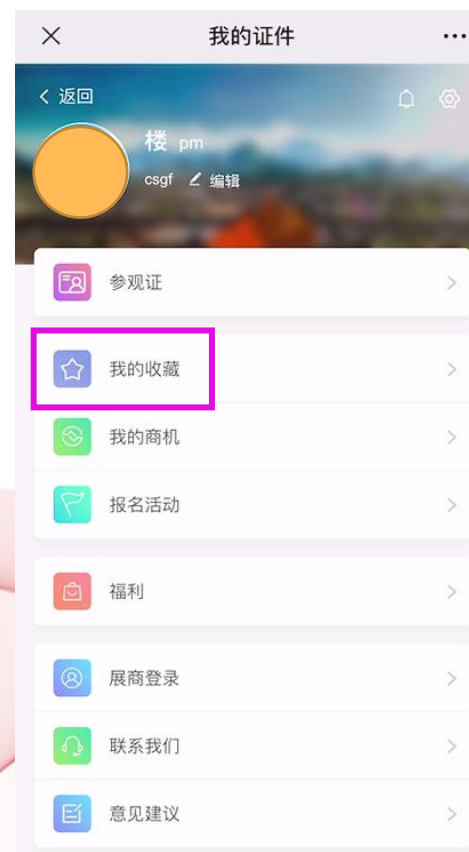 我的证件
返回
楼 pm
csgf 编辑
参观证
我的收藏
我的商机
报名活动
福利
展商登录
联系我们
意见建议